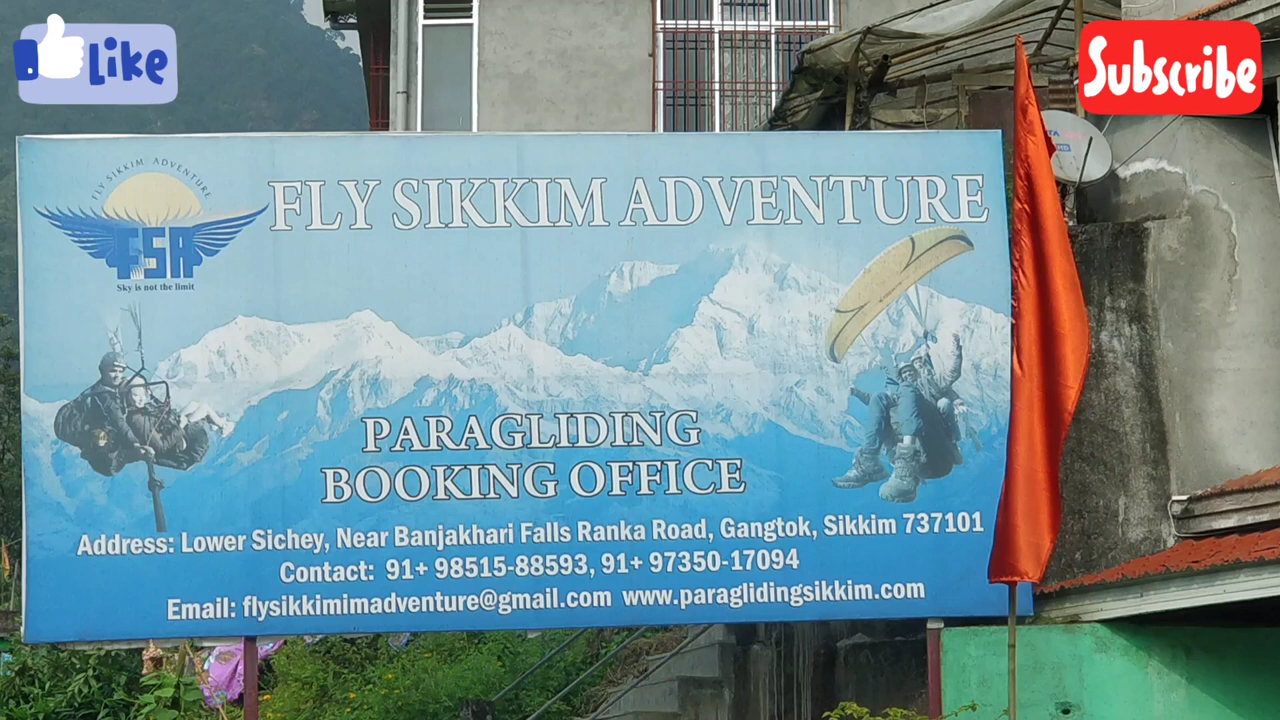 Like
Subscribe
FLY SIKKIM ADVENTURE
FSA
Sky is not the limit
FLY SIKKIM ADVENTURE
PARAGLIDING
BOOKING OFFICE
Address: Lower Sichey, Near Banjakhari Falls Ranka Road, Gangtok, Sikkim 737101
Contact: 91+ 98515-88593, 91+ 97350-17094
Email: flysikkimimadventure@gmail.com www.paraglidingsikkim.com